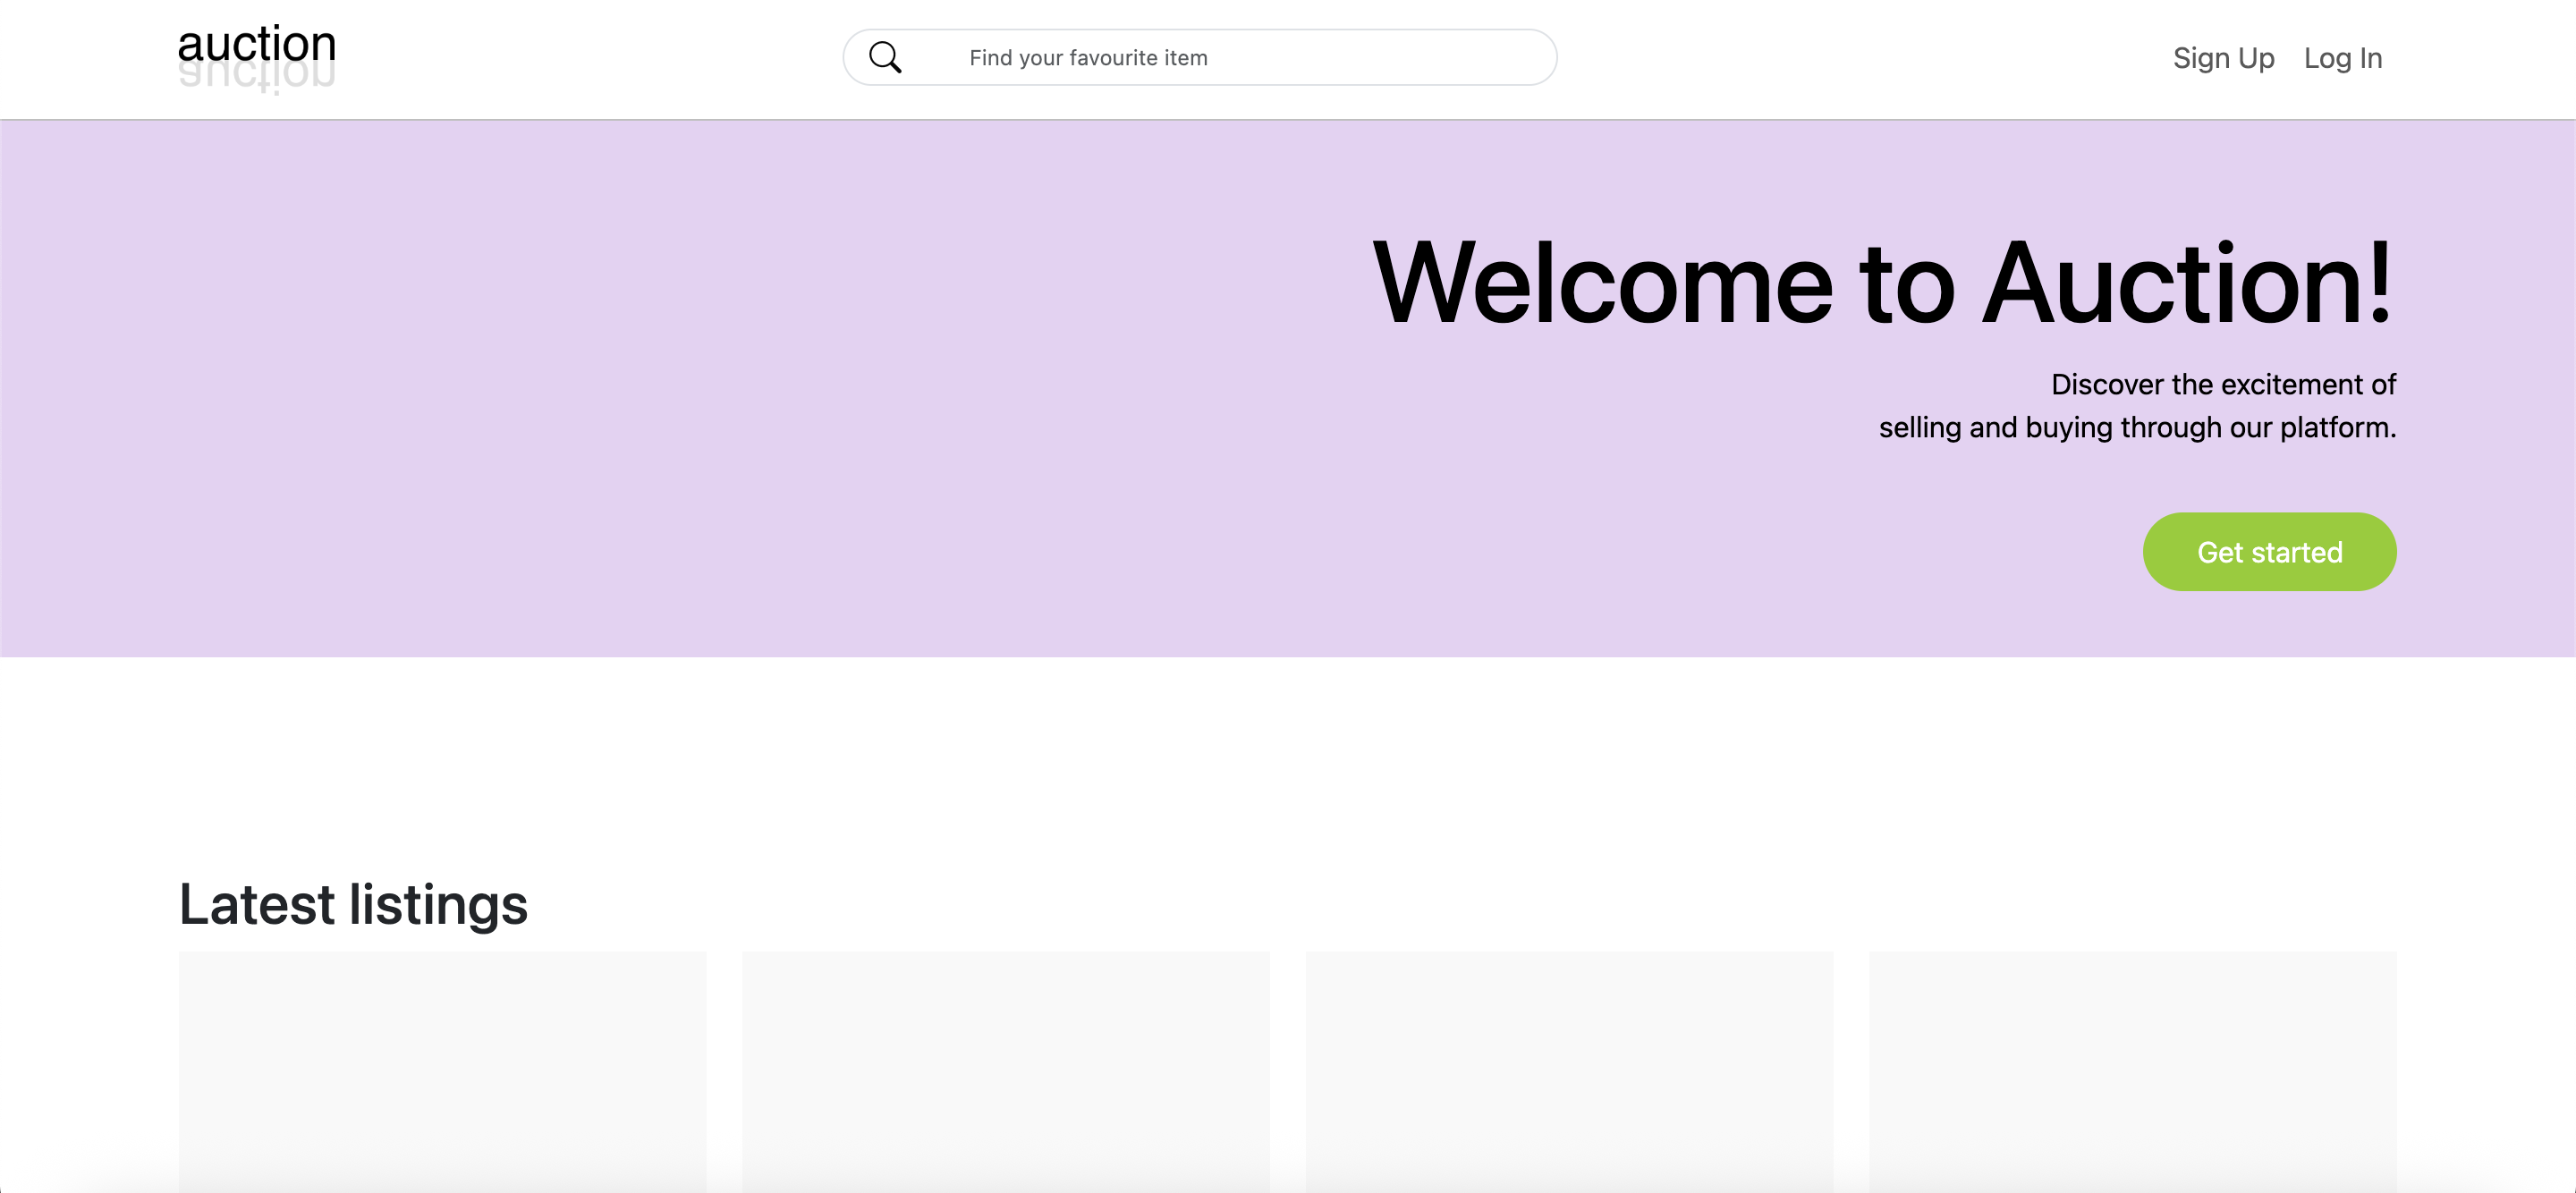 auction
Find your favourite item
Sign Up Log In
Welcome to Auction!
Discover the excitement of
selling and buying through our platform.
Get started
Latest listings